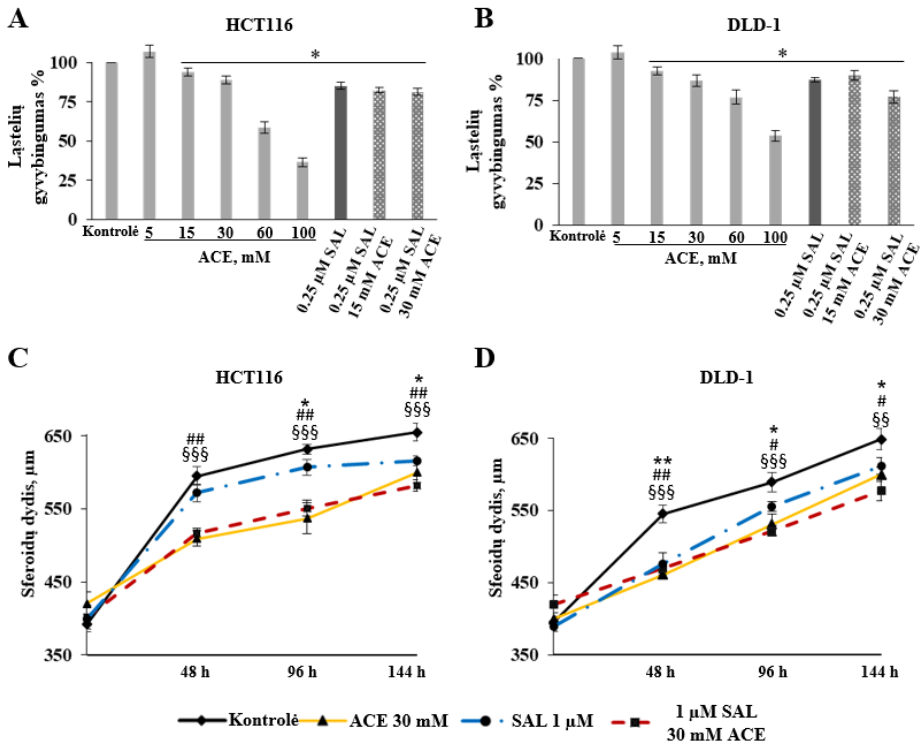 A
HCT116
*
Ląstelių
gyvybingumas %
100
75
50
25
0
Kontrolė
5
15
30
60
100
ACE, mM
0.25 µM SAL
0.25 µM SAL
15 mM ACE
0.25 µM SAL
30 mM ACE
B
DLD-1
*
Ląstelių
gyvybingumas %
100
75
50
25
0
Kontrolė
5
15
30
60
100
ACE, mM
0.25 µM SAL
0.25 µM SAL
15 mM ACE
0.25 µM SAL
30 mM ACE
C
HCT116
Sferoidų dydis, µm
650
550
450
350
##
§§§
*
##
§§§
*
##
§§§
48 h
96 h
144 h
D
DLD-1
Sfeoidų dydis, µm
650
550
450
350
**
##
§§§
*
#
§§§
*
#
§§
48 h
96 h
144 h
Kontrolė
ACE 30 mM
SAL 1 µM
1 µM SAL
30 mM ACE